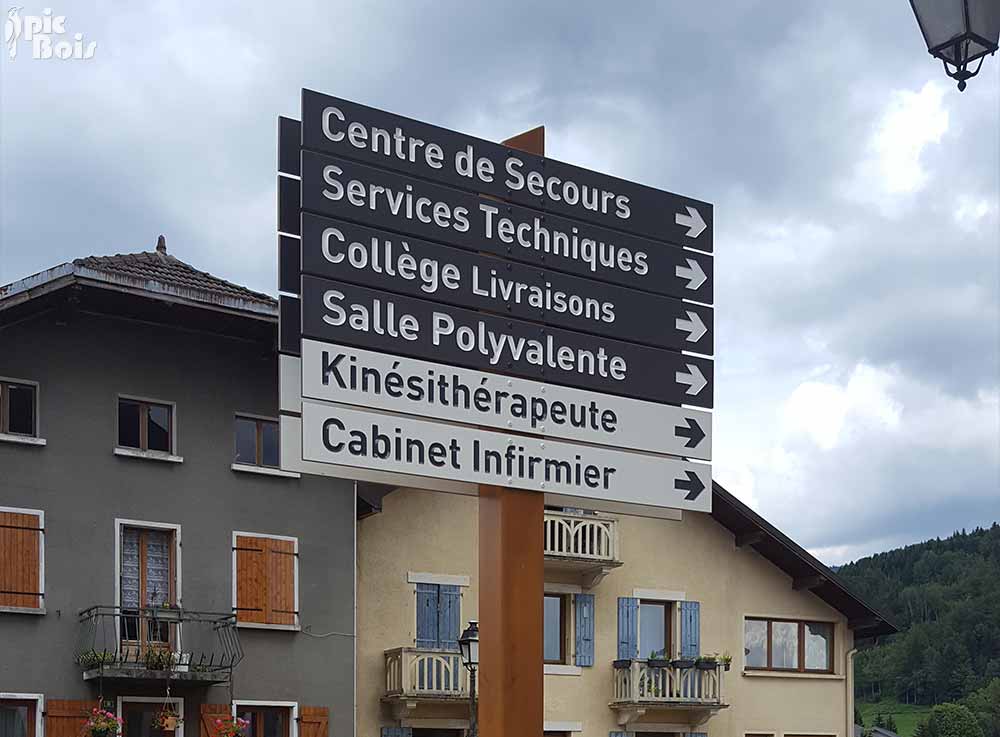 pic
Bois
Centre de Secours
Services Techniques
Collège Livraisons
Salle Polyvalente
Kinésithérapeute
Cabinet Infirmier